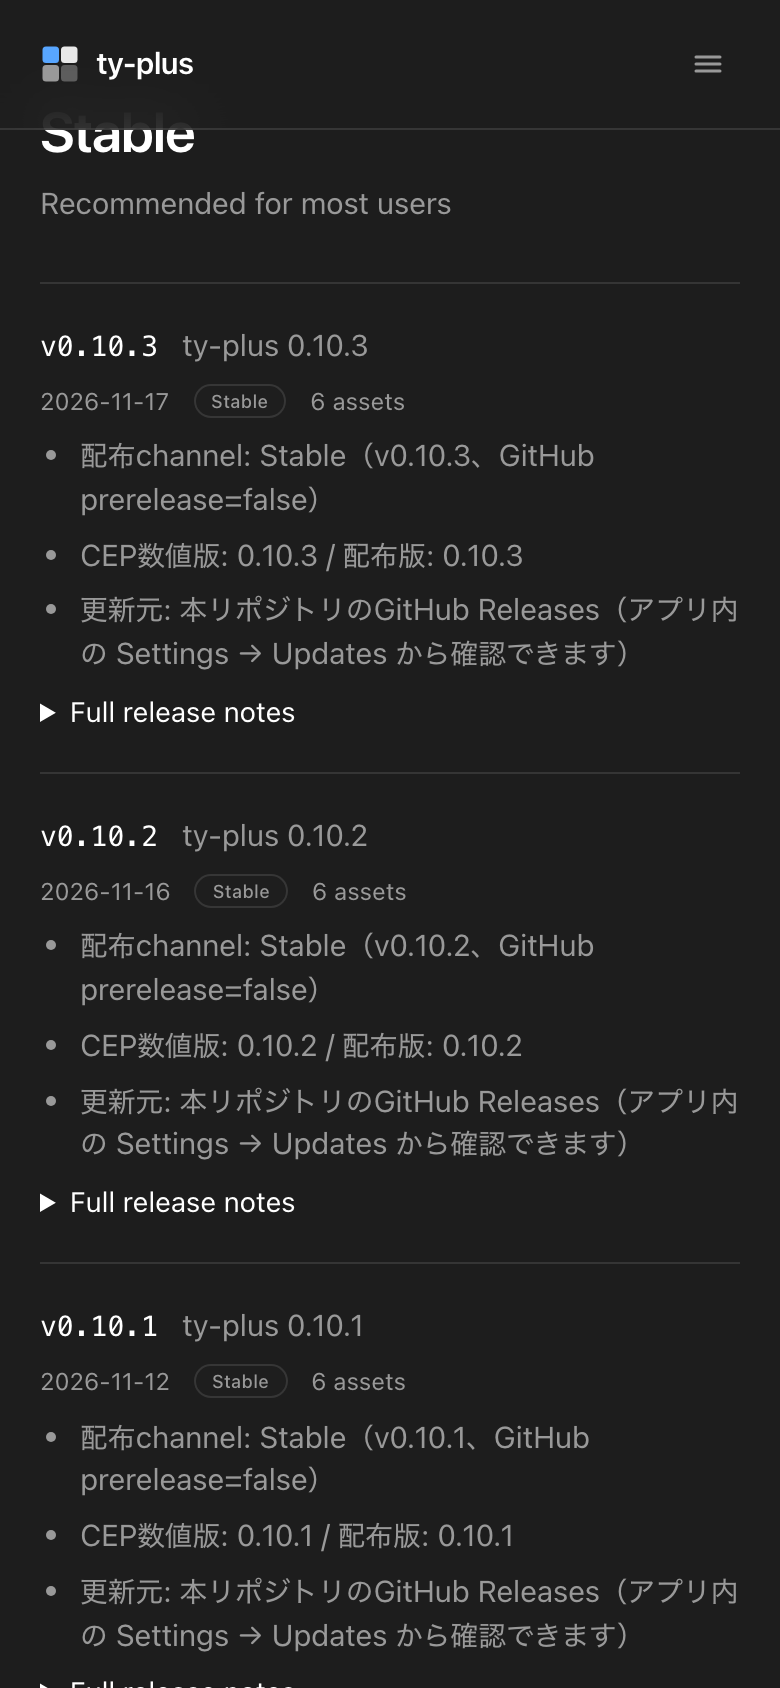 ty-plus
Stable
Recommended for most users
v0.10.3 ty-plus 0.10.3
2026-11-17 Stable 6 assets
• 配布channel: Stable（v0.10.3、GitHub
prerelease=false）
• CEP数値版: 0.10.3 / 配布版: 0.10.3
• 更新元: 本リポジトリのGitHub Releases（アプリ内
の Settings → Updates から確認できます）
▶ Full release notes
v0.10.2 ty-plus 0.10.2
2026-11-16 Stable 6 assets
• 配布channel: Stable（v0.10.2、GitHub
prerelease=false）
• CEP数値版: 0.10.2 / 配布版: 0.10.2
• 更新元: 本リポジトリのGitHub Releases（アプリ内
の Settings → Updates から確認できます）
▶ Full release notes
v0.10.1 ty-plus 0.10.1
2026-11-12 Stable 6 assets
• 配布channel: Stable（v0.10.1、GitHub
prerelease=false）
• CEP数値版: 0.10.1 / 配布版: 0.10.1
• 更新元: 本リポジトリのGitHub Releases（アプリ内
の Settings → Updates から確認できます）
▶ Full release notes